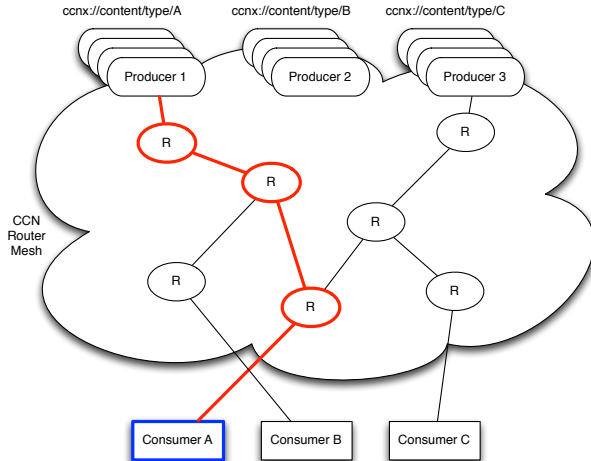 ccnx://content/type/A
ccnx://content/type/B
ccnx://content/type/C
Producer 1
Producer 2
Producer 3
R
R
R
R
CCN
Router
Mesh
R
R
R
Consumer A
Consumer B
Consumer C